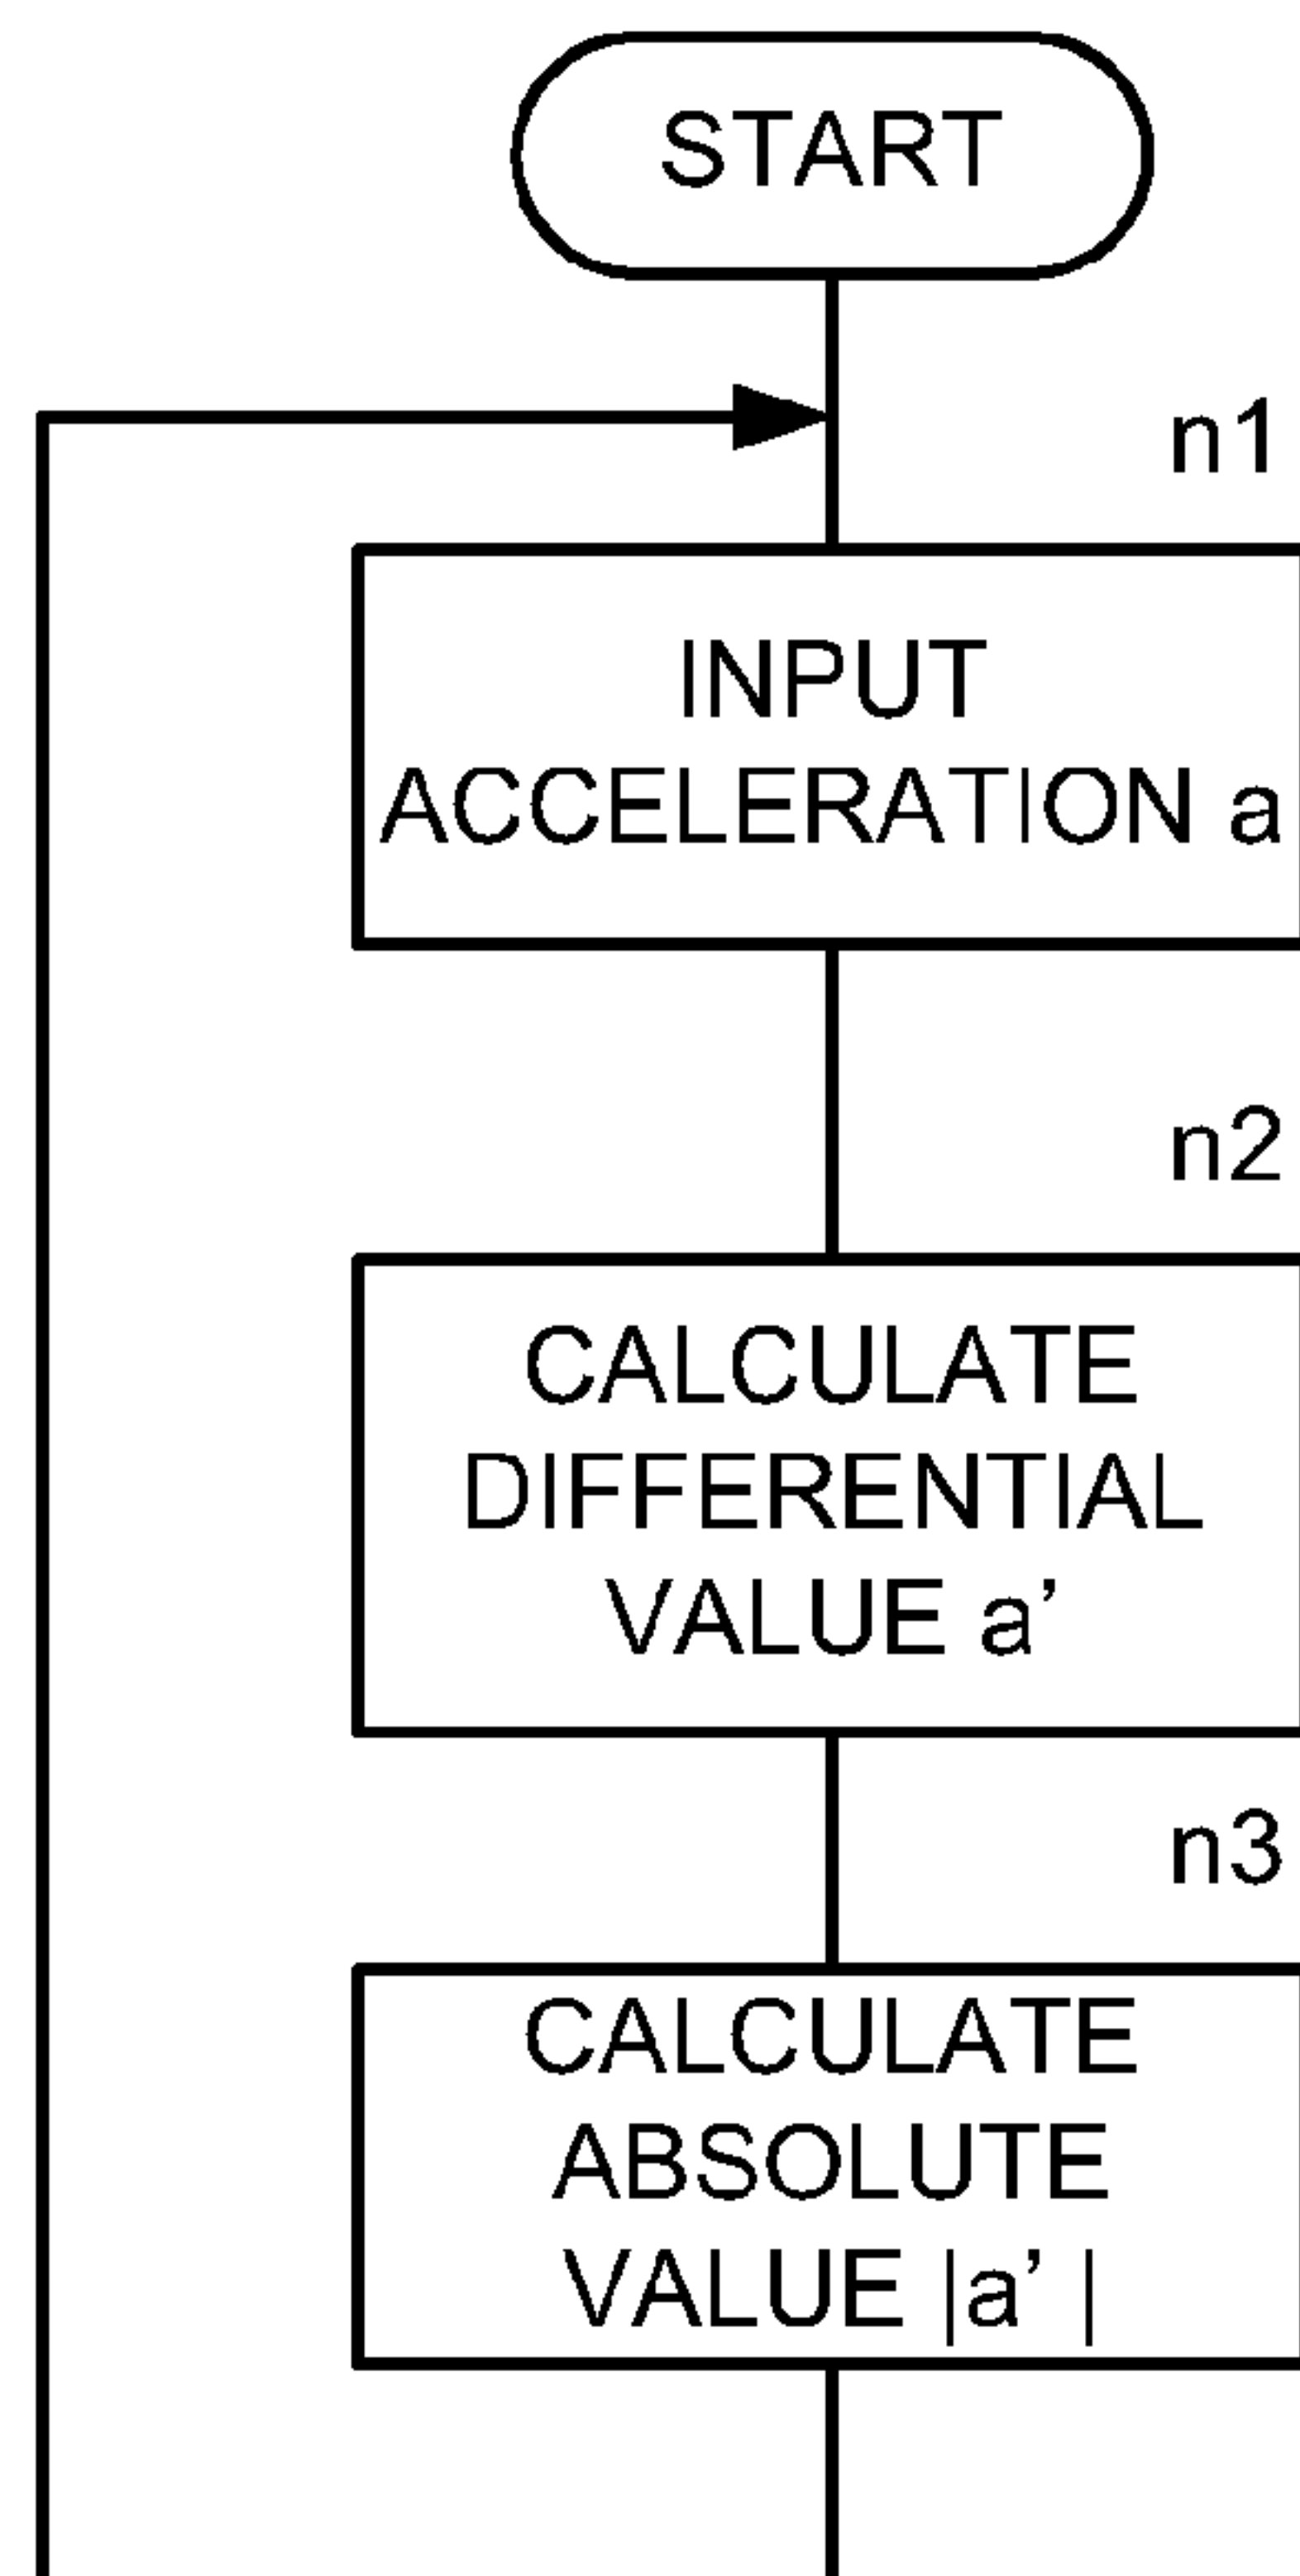 START
n1
INPUT
ACCELERATION a
n2
CALCULATE
DIFFERENTIAL
VALUE a’
n3
CALCULATE
ABSOLUTE
VALUE |a’ |